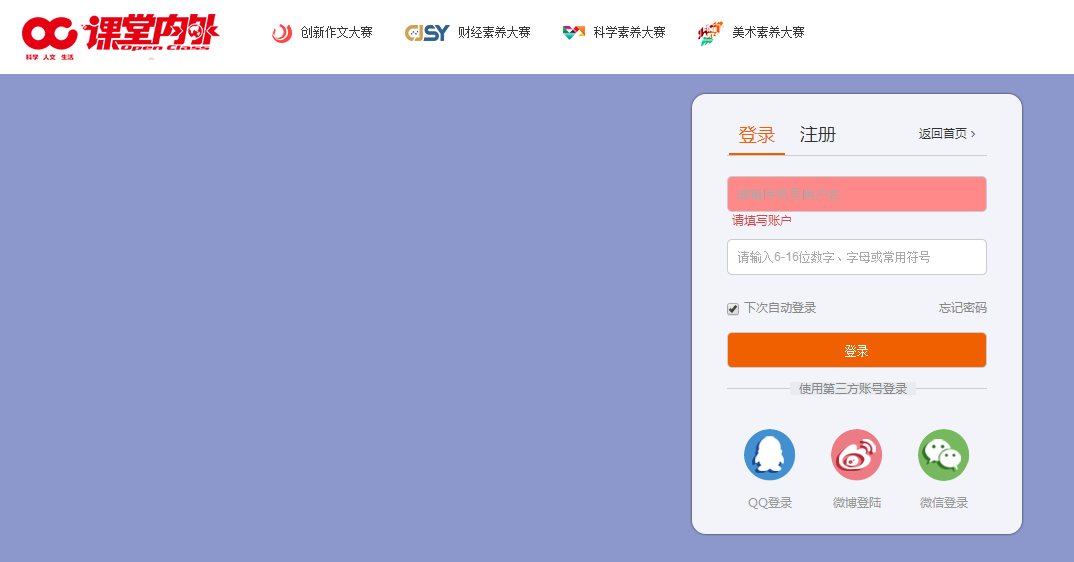 OC 课堂内外
Open Class
科学 人文 生活
创新作文大赛
CJSY 财经素养大赛
科学素养大赛
美术素养大赛
登录 注册 返回首页 >
请填写账户
请输入6-16位数字、字母或常用符号
下次自动登录 忘记密码
登录
使用第三方账号登录
QQ登录 微博登陆 微信登录